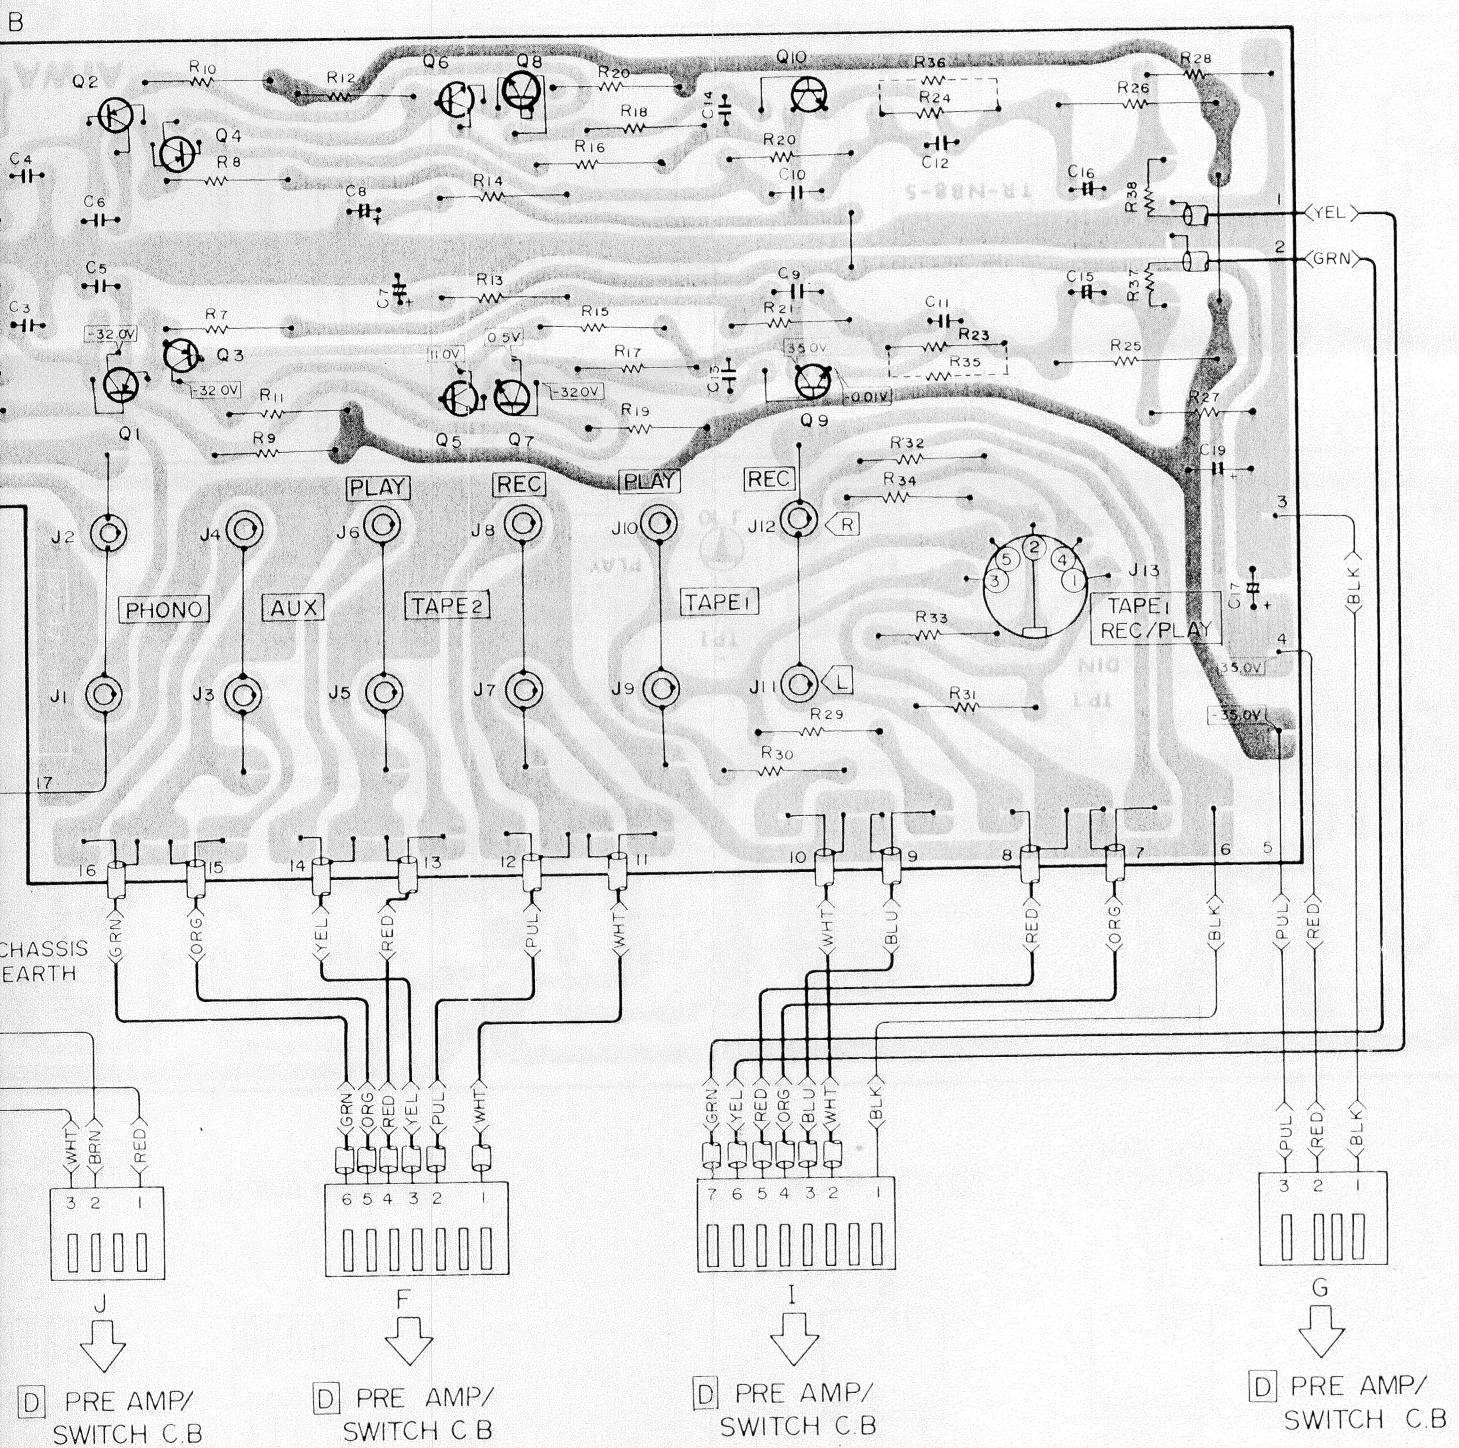 B
AIWA
Q2
R10
R12
Q6
Q8
R20
C14
Q10
R36
R24
R28
R26
Q4
R8
C4
C6
C8
+
R14
R18
R16
R20
C10
C12
C16
R38
TR-N88-S
1
YEL
2
GRN
C5
C3
C7
+
R13
R15
C9
R21
C11
R23
R35
C15
R37
R25
R7
-32.0V
Q3
-32.0V
11.0V
0.5V
R17
-32.0V
C13
35.0V
-0.01V
R27
R11
R9
R19
Q1
Q5
Q7
Q9
R32
R34
C19
+
PLAY
REC
PLAY
REC
J2
J4
J6
J8
J10
J12
R
3
BLK
5
2
4
3
1
J13
C17
+
PHONO
AUX
TAPE2
TAPE1
TAPE1
REC/PLAY
PLAY
TP1
DIN
TP1
R33
4
35.0V
J1
J3
J5
J7
J9
J11
L
R31
R29
-35.0V
R30
17
16
15
14
13
12
11
10
9
8
7
6
5
CHASSIS
EARTH
GRN
ORG
YEL
RED
PUL
WHT
WHT
BLU
RED
ORG
BLK
PUL
RED
WHT
BRN
RED
GRN
ORG
RED
YEL
PUL
WHT
GRN
YEL
RED
ORG
BLU
WHT
BLK
PUL
RED
BLK
3 2 1
6 5 4 3 2 1
7 6 5 4 3 2 1
3 2 1
J
F
I
G
D PRE AMP/
SWITCH C.B
D PRE AMP/
SWITCH C.B
D PRE AMP/
SWITCH C.B
D PRE AMP/
SWITCH C.B